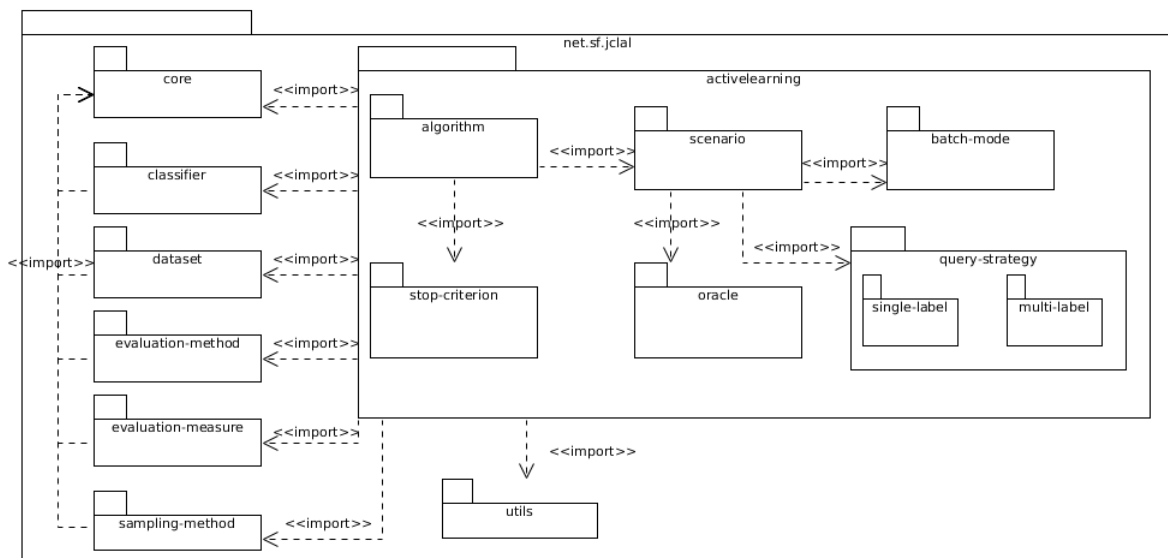 net.sf.jclal
core
<<import>>
activelearning
algorithm
<<import>>
scenario
<<import>>
batch-mode
classifier
<<import>>
<<import>>
<<import>>
<<import>>
dataset
<<import>>
<<import>>
stop-criterion
oracle
query-strategy
single-label
multi-label
evaluation-method
<<import>>
evaluation-measure
<<import>>
<<import>>
sampling-method
<<import>>
utils